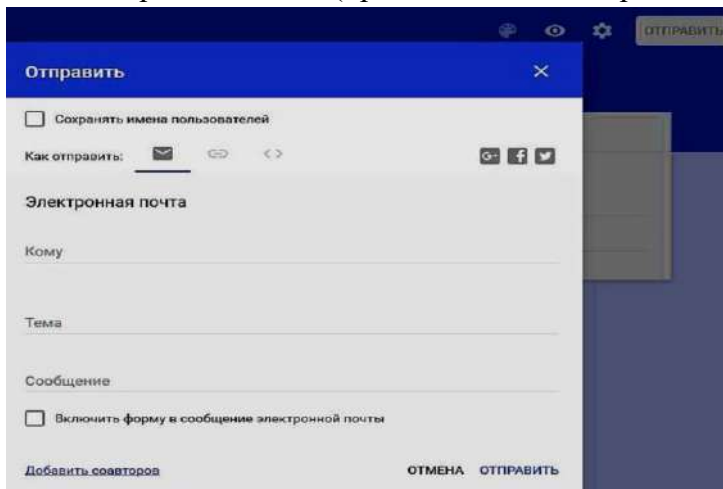 ОТПРАВИТЬ
Отправить
Сохранять имена пользователей
Как отправить:
Электронная почта
Кому
Тема
Сообщение
Включить форму в сообщение электронной почты
Добавить соавторов
ОТМЕНА ОТПРАВИТЬ